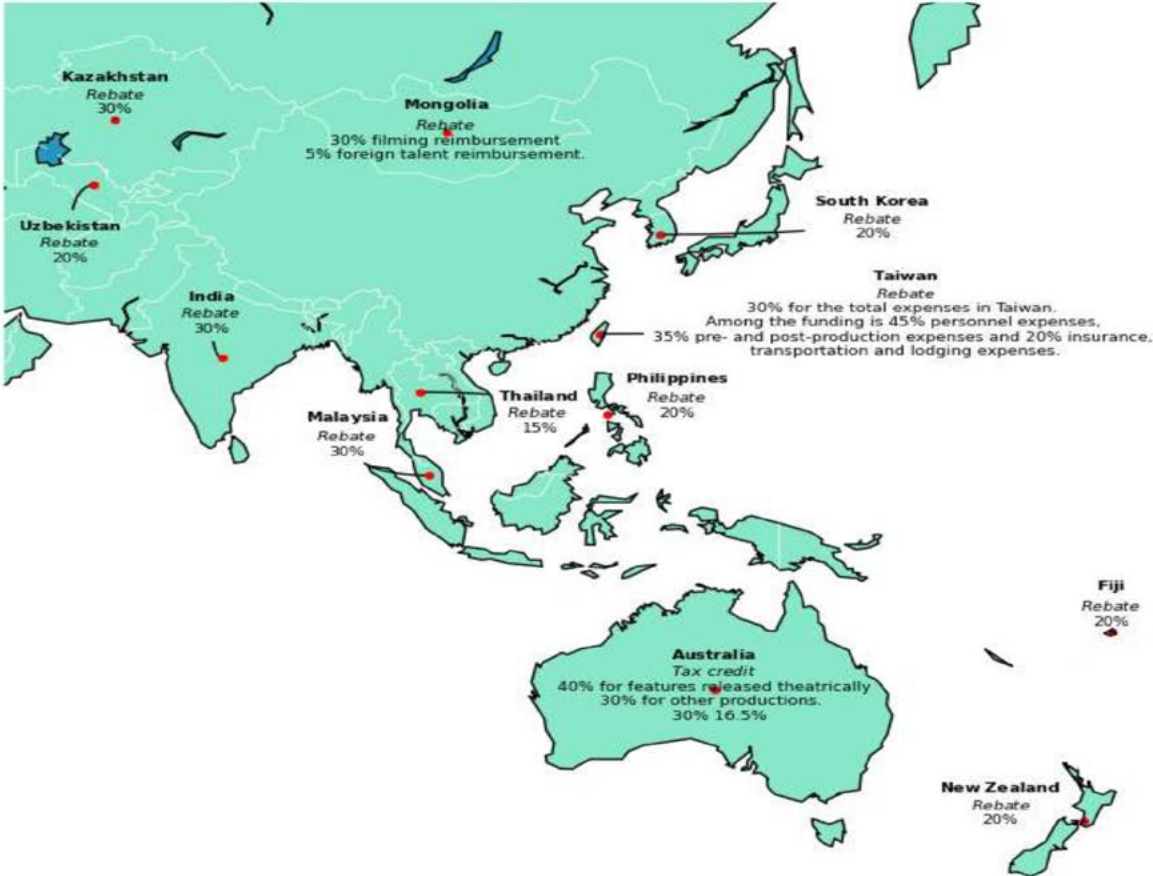 Kazakhstan
Rebate
30%
Mongolia
Rebate
30% filming reimbursement
5% foreign talent reimbursement.
Uzbekistan
Rebate
20%
South Korea
Rebate
20%
India
Rebate
30%
Taiwan
Rebate
30% for the total expenses in Taiwan.
Among the funding is 45% personnel expenses,
35% pre- and post-production expenses and 20% insurance,
transportation and lodging expenses.
Thailand
Rebate
15%
Philippines
Rebate
20%
Malaysia
Rebate
30%
Fiji
Rebate
20%
Australia
Tax credit
40% for features released theatrically
30% for other productions.
30% 16.5%
New Zealand
Rebate
20%